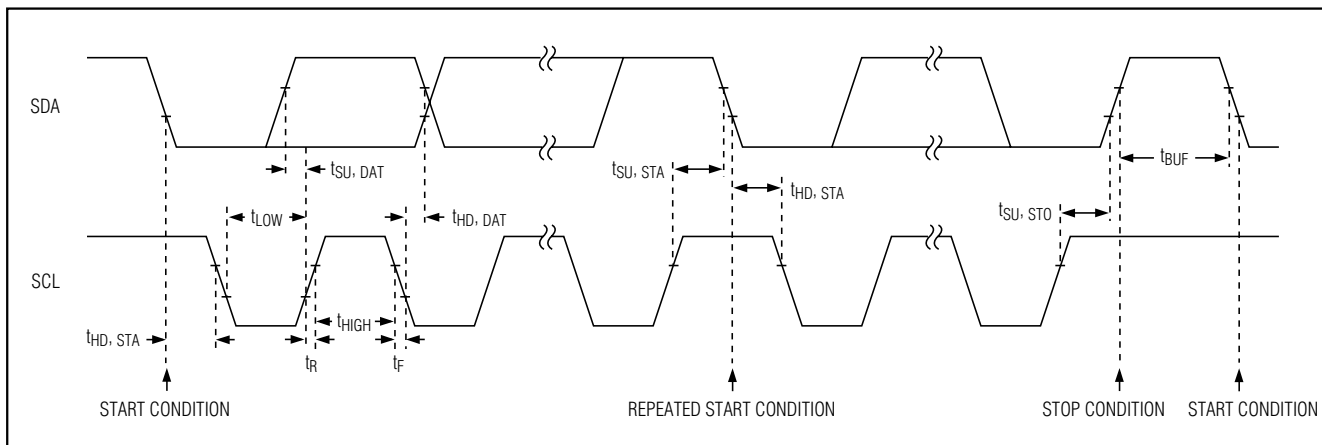 SDA
tSU, DAT
tSU, STA
tBUF
tHD, STA
tLOW
tHD, DAT
tSU, STO
SCL
tHIGH
tHD, STA
tR
tF
START CONDITION
REPEATED START CONDITION
STOP CONDITION
START CONDITION